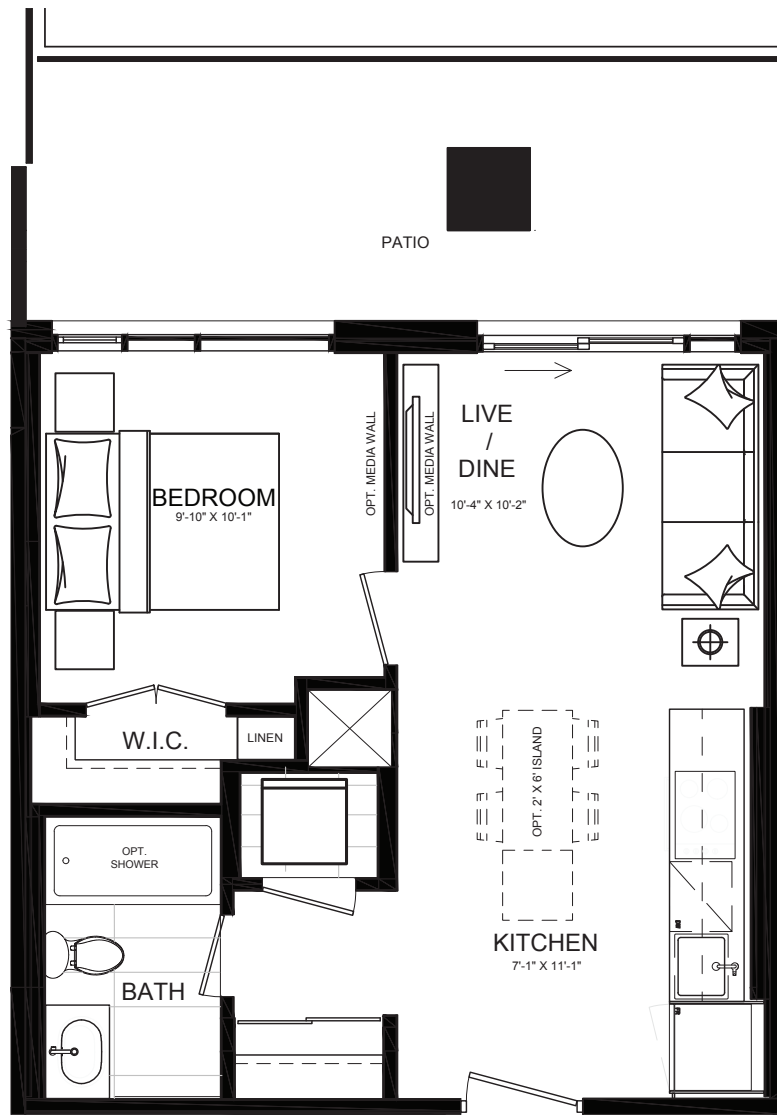 PATIO
OPT. MEDIA WALL
OPT. MEDIA WALL
LIVE
/
DINE
10'-4" X 10'-2"
BEDROOM
9'-10" X 10'-1"
W.I.C.
LINEN
OPT. 2' X 6' ISLAND
OPT.
SHOWER
KITCHEN
7'-1" X 11'-1"
BATH